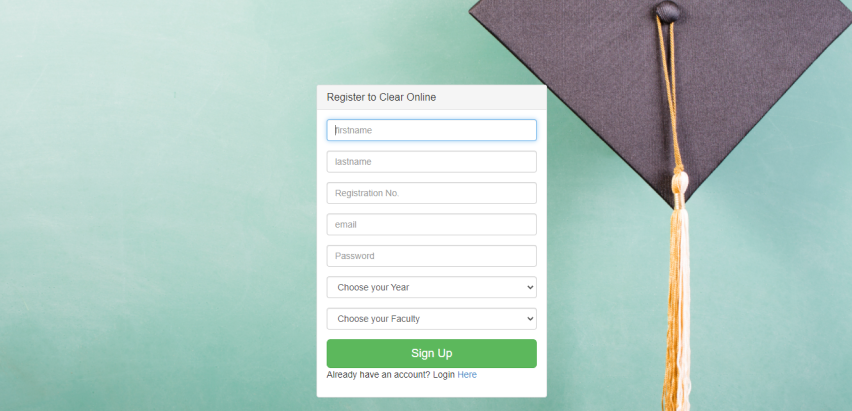 Register to Clear Online
firstname
lastname
Registration No.
email
Password
Choose your Year
Choose your Faculty
Sign Up
Already have an account? Login Here